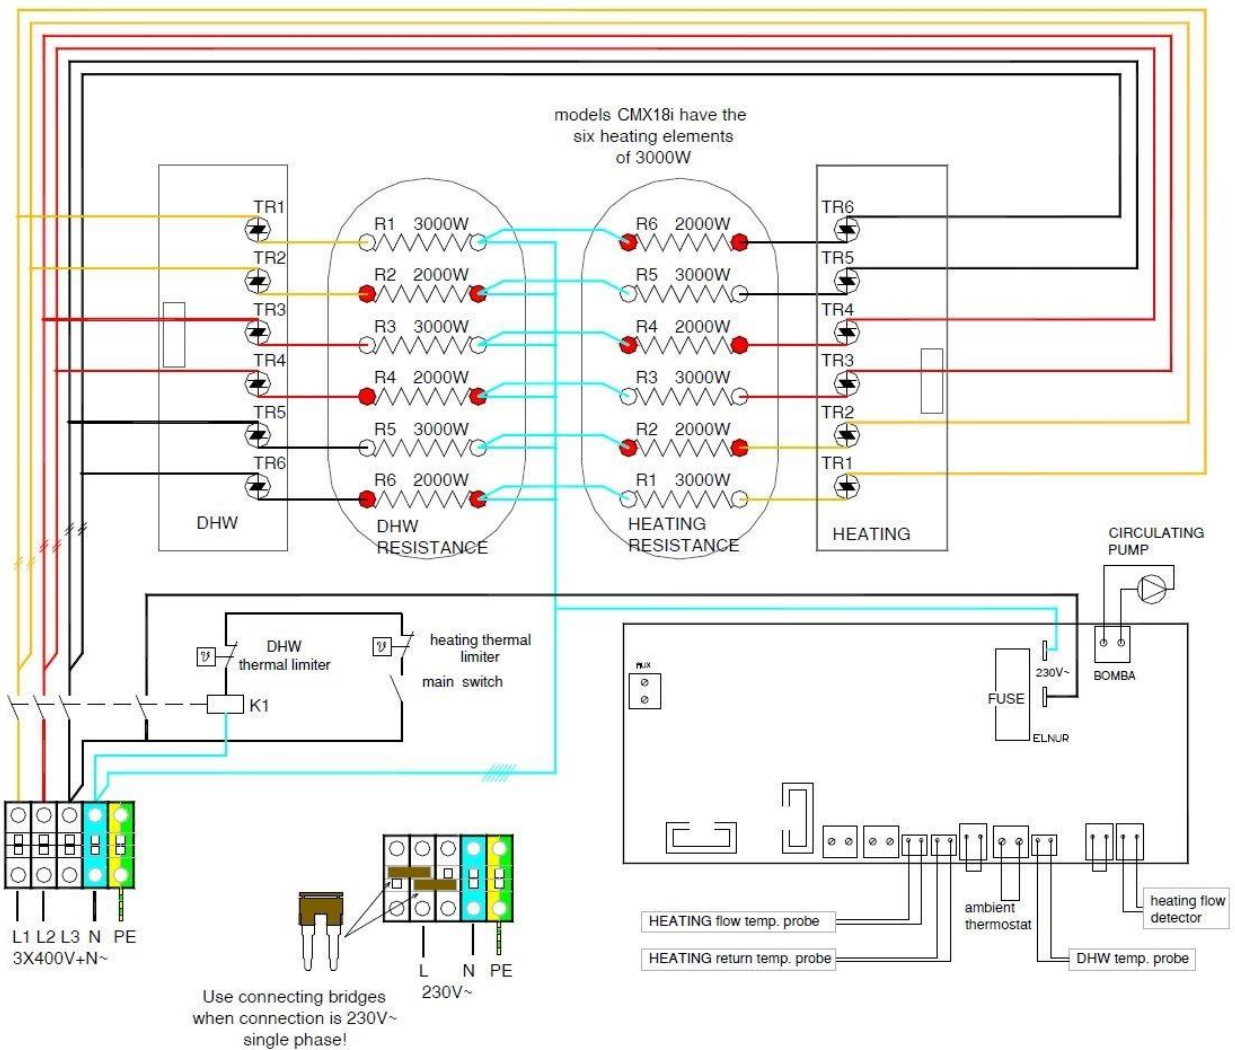 models CMX18i have the
six heating elements
of 3000W
TR1
TR2
TR3
TR4
TR5
TR6
DHW
R1 3000W
R2 2000W
R3 3000W
R4 2000W
R5 3000W
R6 2000W
DHW
RESISTANCE
R6 2000W
R5 3000W
R4 2000W
R3 3000W
R2 2000W
R1 3000W
HEATING
RESISTANCE
TR6
TR5
TR4
TR3
TR2
TR1
HEATING
CIRCULATING
PUMP
BOMBA
DHW
thermal limiter
heating thermal
limiter
main switch
K1
AUX
FUSE
230V~
ELNUR
L1 L2 L3 N PE
3X400V+N~
L N PE
230V~
Use connecting bridges
when connection is 230V~
single phase!
HEATING flow temp. probe
HEATING return temp. probe
ambient
thermostat
heating flow
detector
DHW temp. probe